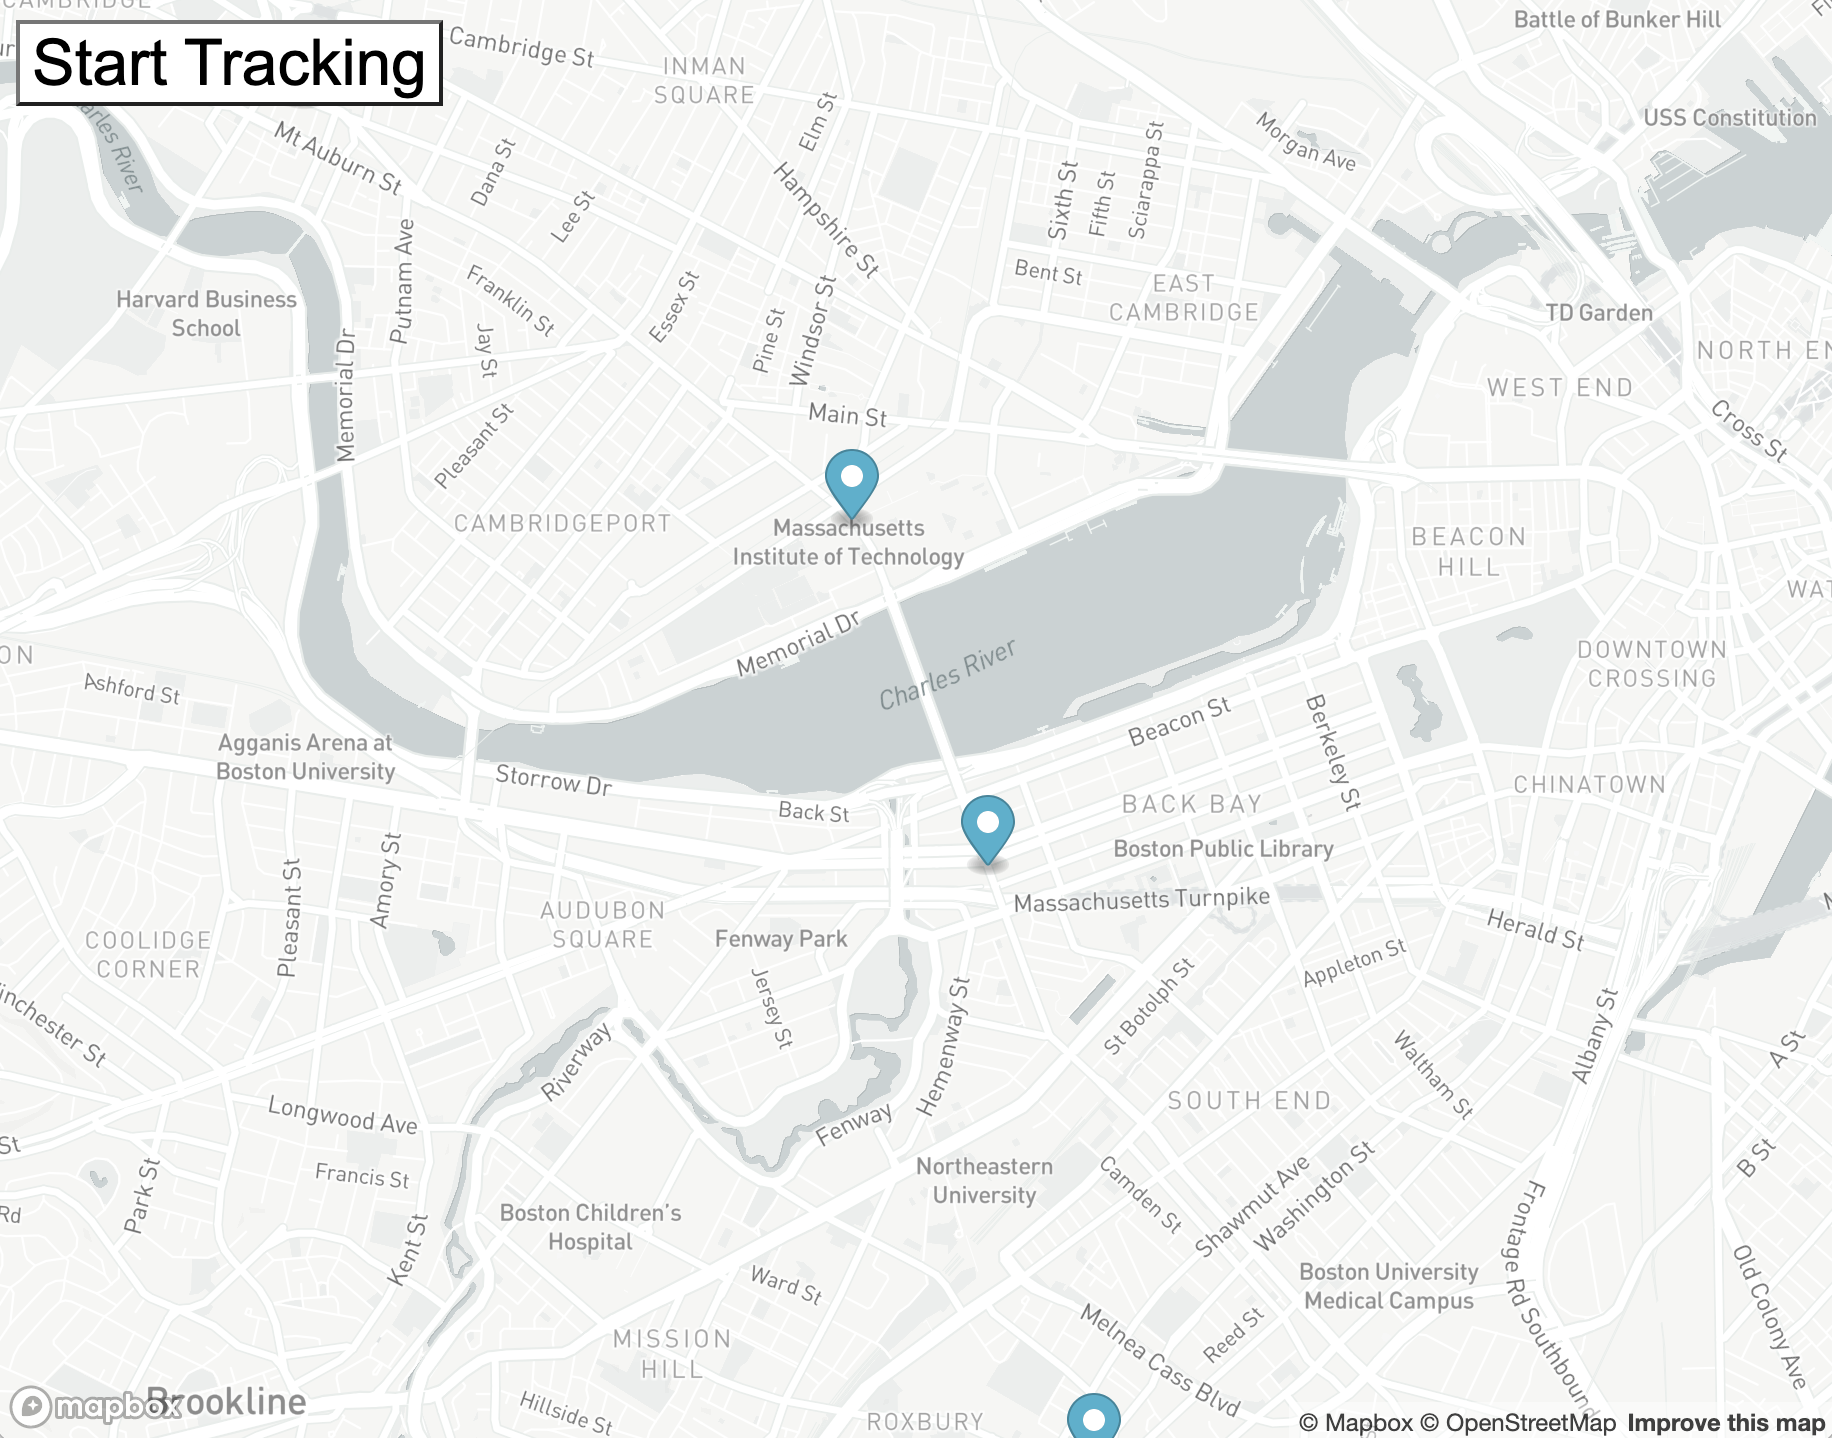 CAMBRIDGE
Battle of Bunker Hill
Start Tracking
Cambridge St
INMAN
SQUARE
Elm St
USS Constitution
Morgan Ave
Charles River
Mt Auburn St
Dana St
Lee St
Hampshire St
Sixth St
Fifth St
Sciarappa St
Putnam Ave
Bent St
EAST
CAMBRIDGE
Harvard Business
School
Franklin St
Essex St
Windsor St
Pine St
TD Garden
Jay St
Memorial Dr
NORTH EN
WEST END
Pleasant St
Main St
Cross St
CAMBRIDGEPORT
Massachusetts
Institute of Technology
BEACON
HILL
WAT
Memorial Dr
Charles River
DOWNTOWN
CROSSING
ON
Ashford St
Beacon St
Berkeley St
Agganis Arena at
Boston University
Storrow Dr
CHINATOWN
Back St
BACK BAY
Boston Public Library
Pleasant St
Amory St
Massachusetts Turnpike
AUDUBON
SQUARE
Fenway Park
Herald St
COOLIDGE
CORNER
Jersey St
Hemenway St
St Botolph St
Appleton St
inchester St
Riverway
Albany St
A St
Waltham St
Longwood Ave
Fenway
SOUTH END
St
Park St
Francis St
Northeastern
University
Camden St
Shawmut Ave
Washington St
B St
Rd
Kent St
Boston Children's
Hospital
Frontage Rd Southbound
Ward St
Boston University
Medical Campus
Old Colony Ave
MISSION
HILL
Melnea Cass Blvd
Reed St
mapbox
Brookline
Hillside St
ROXBURY
© Mapbox © OpenStreetMap Improve this map